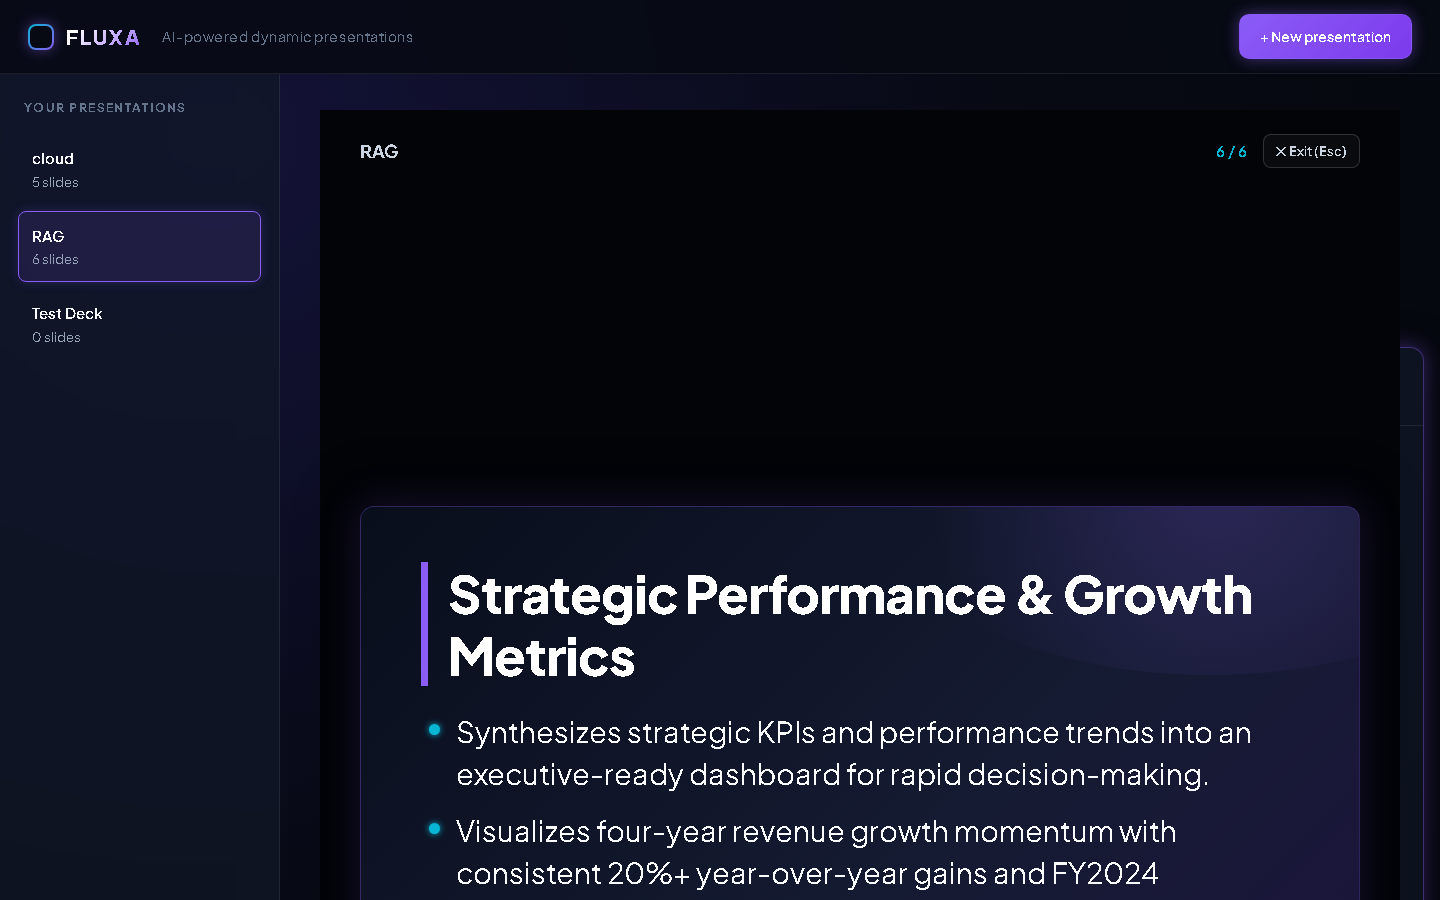 FLUXA
AI-powered dynamic presentations
+ New presentation
YOUR PRESENTATIONS
cloud
5 slides
RAG
6 slides
Test Deck
0 slides
RAG
6 / 6
✕ Exit (Esc)
Strategic Performance & Growth
Metrics
Synthesizes strategic KPIs and performance trends into an
executive-ready dashboard for rapid decision-making.
Visualizes four-year revenue growth momentum with
consistent 20%+ year-over-year gains and FY2024